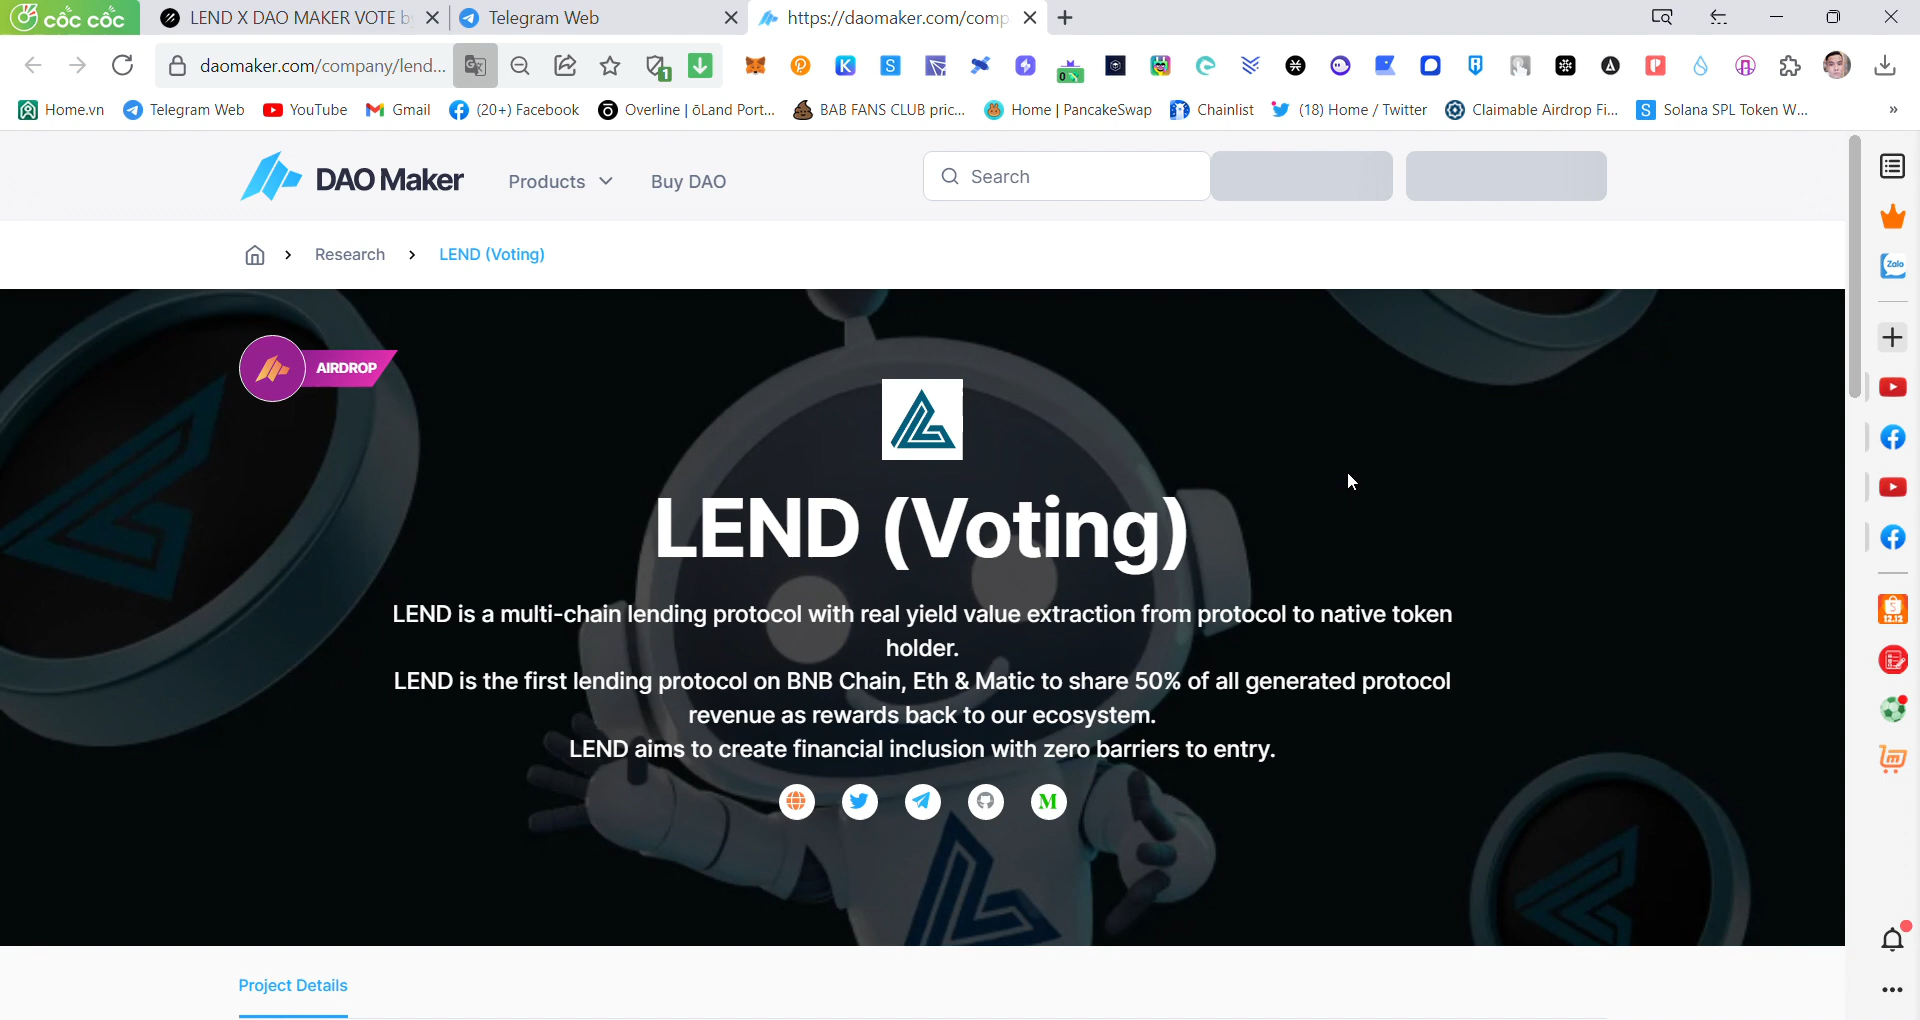 cốc cốc
LEND X DAO MAKER VOTE b
Telegram Web
https://daomaker.com/comp
daomaker.com/company/lend...
1
S
0
Home.vn
Telegram Web
YouTube
Gmail
(20+) Facebook
Overline | ōLand Port...
BAB FANS CLUB pric...
Home | PancakeSwap
Chainlist
(18) Home / Twitter
Claimable Airdrop Fi...
S
Solana SPL Token W...
»
DAO Maker
Products
Buy DAO
Search
Zalo
Research
LEND (Voting)
AIRDROP
LEND (Voting)
LEND is a multi-chain lending protocol with real yield value extraction from protocol to native token
holder.
LEND is the first lending protocol on BNB Chain, Eth & Matic to share 50% of all generated protocol
revenue as rewards back to our ecosystem.
LEND aims to create financial inclusion with zero barriers to entry.
12.12
M
Project Details